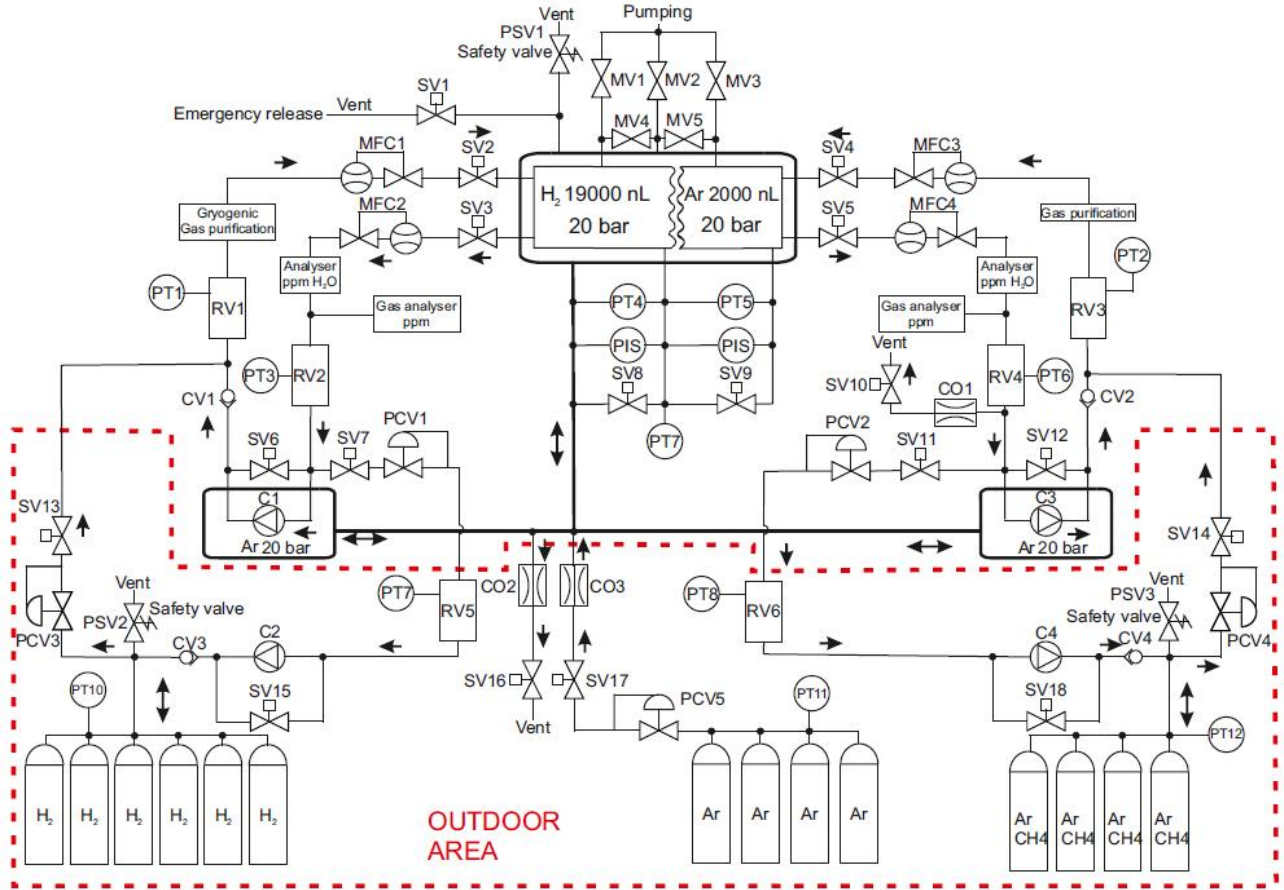 Vent
Pumping
PSV1
Safety valve
SV1
MV1
MV2
MV3
Emergency release
Vent
MV4
MV5
MFC1
SV2
SV4
MFC3
H₂ 19000 nL
20 bar
Ar 2000 nL
20 bar
Gryogenic
Gas purification
MFC2
SV3
SV5
MFC4
Gas purification
Analyser
ppm H₂O
Analyser
ppm H₂O
PT1
RV1
Gas analyser
ppm
PT4
PT5
Gas analyser
ppm
RV3
PT2
PT3
RV2
PIS
PIS
Vent
RV4
PT6
SV8
SV9
SV10
CO1
CV1
PCV1
CV2
PT7
PCV2
SV6
SV7
SV11
SV12
C1
Ar 20 bar
C3
Ar 20 bar
SV13
SV14
PT7
RV5
CO2
CO3
PT8
RV6
Vent
PSV2
Safety valve
PCV3
CV3
C2
Vent
PSV3
Safety valve
C4
CV4
PCV4
SV15
SV16
SV17
Vent
PCV5
SV18
PT10
PT11
PT12
H₂
H₂
H₂
H₂
H₂
H₂
Ar
Ar
Ar
Ar
Ar
CH4
Ar
CH4
Ar
CH4
Ar
CH4
OUTDOOR
AREA